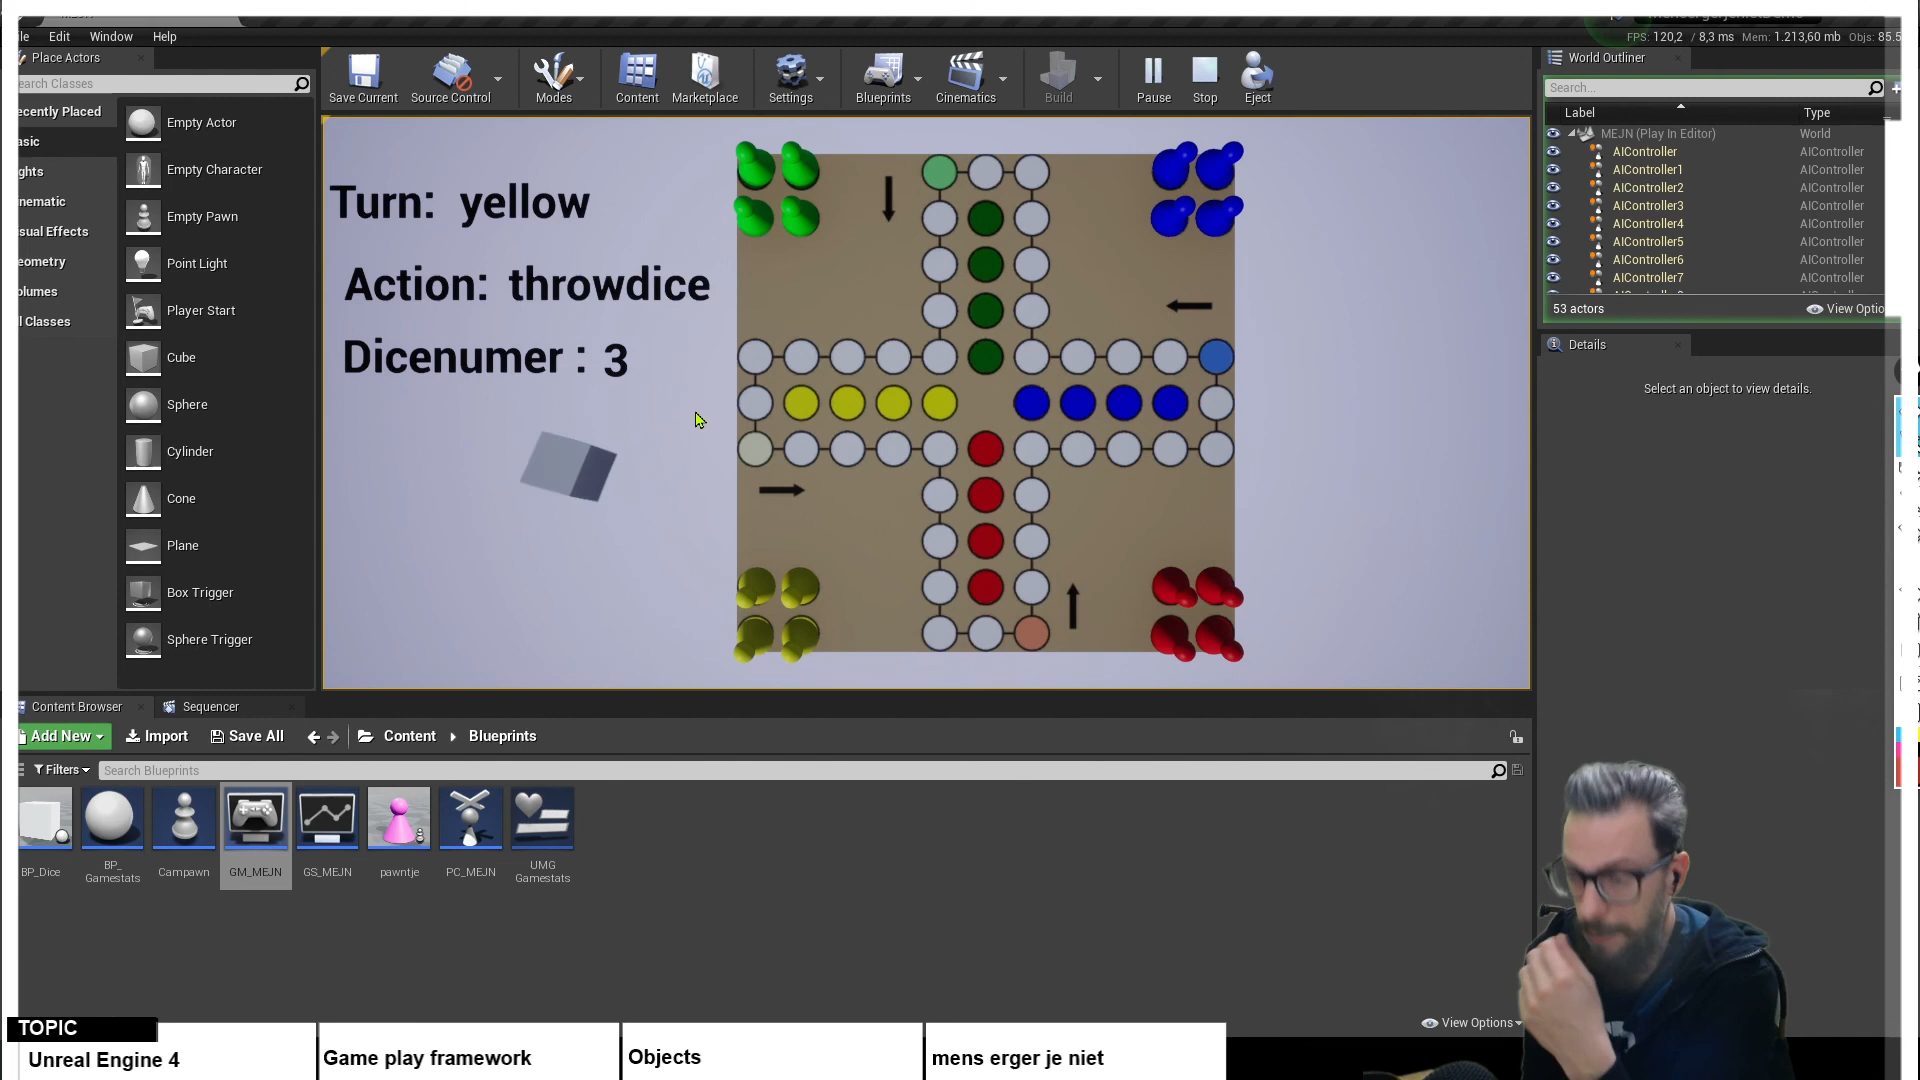 Edit Window Help
FPS: 120,2 / 8,3 ms Mem: 1.213,60 mb Objs:
Place Actors
earch Classes
ecently Placed
asic
ghts
inematic
isual Effects
eometry
olumes
ll Classes
Empty Actor
Empty Character
Empty Pawn
Point Light
Player Start
Cube
Sphere
Cylinder
Cone
Plane
Box Trigger
Sphere Trigger
Save Current
Source Control
Modes
Content
Marketplace
Settings
Blueprints
Cinematics
Build
Pause
Stop
Eject
Turn: yellow
Action: throwdice
Dicenumer : 3
World Outliner
Search...
Label Type
MEJN (Play In Editor) World
AIController AIController
AIController1 AIController
AIController2 AIController
AIController3 AIController
AIController4 AIController
AIController5 AIController
AIController6 AIController
AIController7 AIController
53 actors
View Optio
Details
Select an object to view details.
Content Browser
Sequencer
Add New
Import
Save All
Content
Blueprints
Filters
Search Blueprints
BP_Dice
BP_
Gamestats
Campawn
GM_MEJN
GS_MEJN
pawntje
PC_MEJN
UMG
Gamestats
View Options
TOPIC
Unreal Engine 4
Game play framework
Objects
mens erger je niet